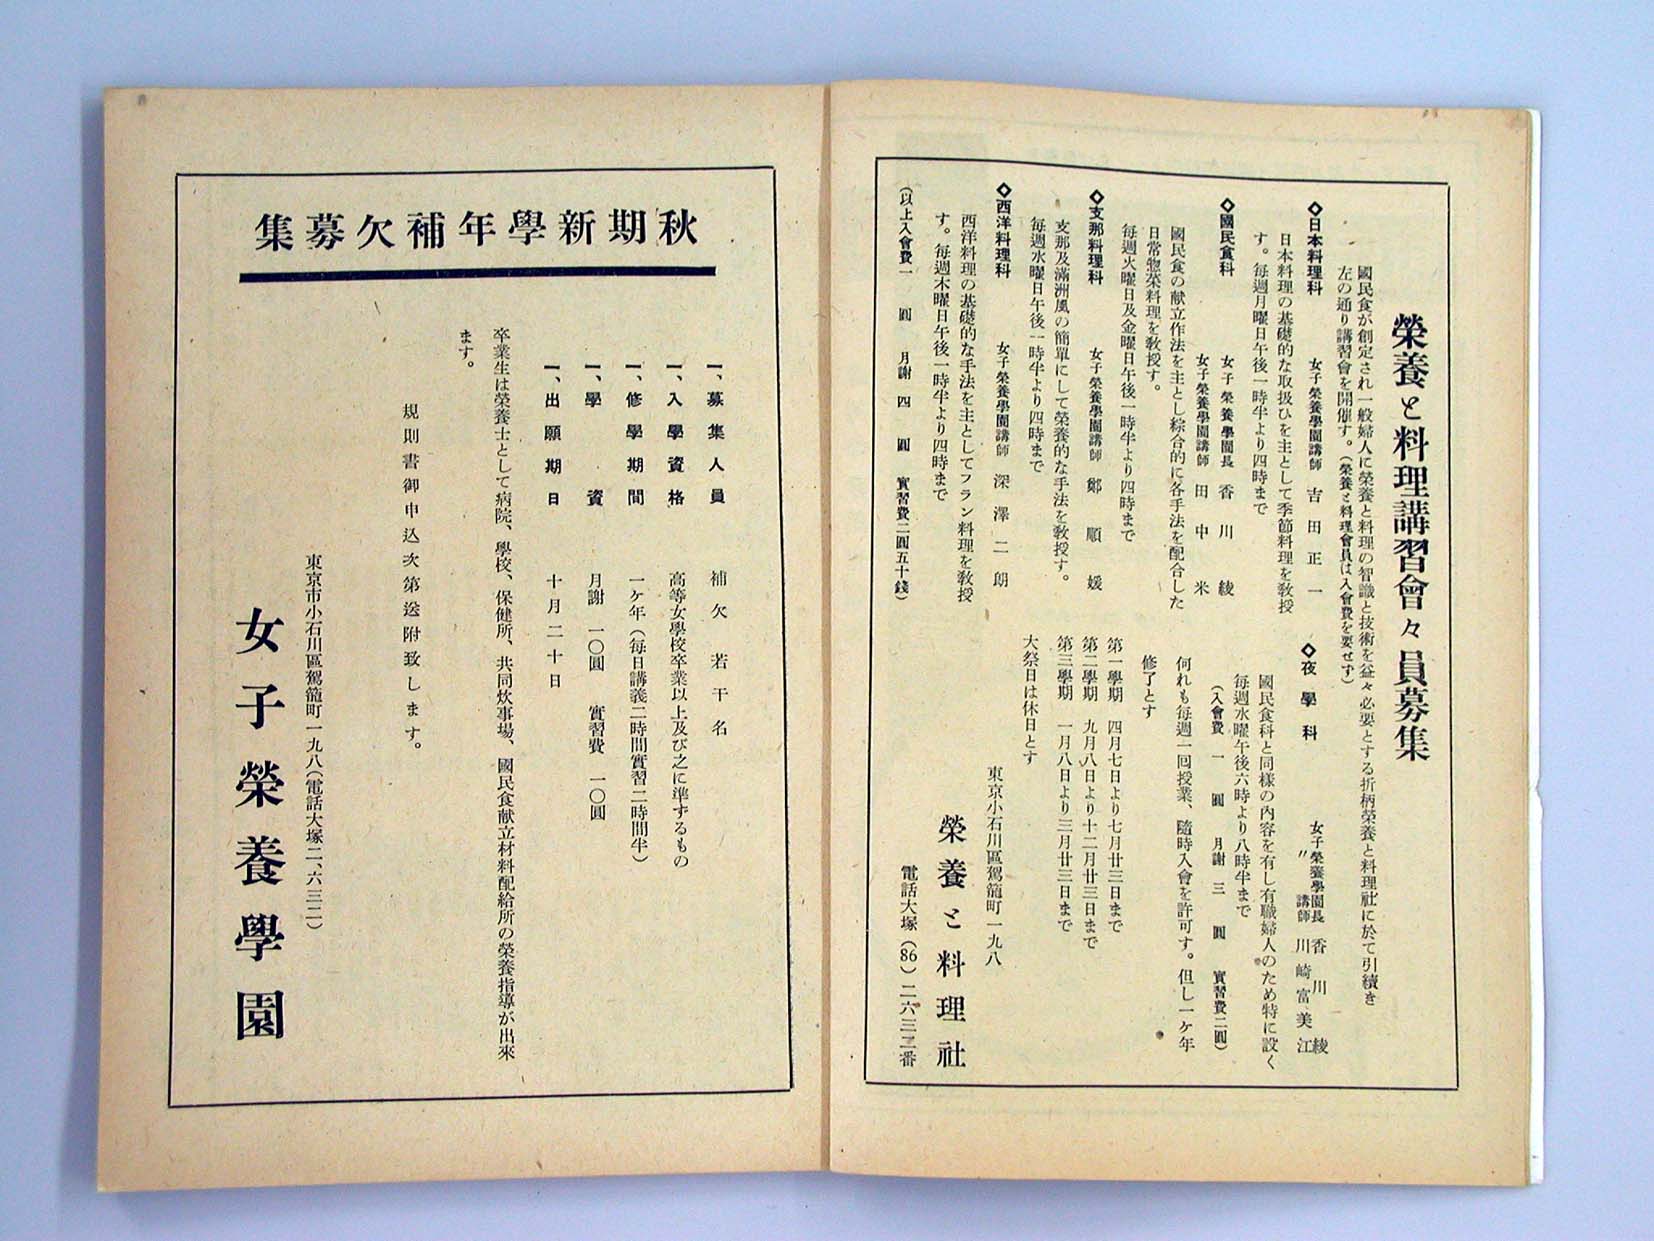 榮養と料理講習會々員募集
國民食が創定され一般婦人に榮養と料理の智識と技術を益々必要とする折柄榮養と料理社に於て引續き
左の通り講習會を開催す。(榮養と料理會員は入會費を要せず)
◇日本料理科 女子榮養學園講師 吉田正一
日本料理の基礎的な取扱ひを主として季節料理を敎授
す。每週月曜日午後一時半より四時まで
◇國民食科 女子榮養學園長 香川綾
女子榮養學園講師 田中米
國民食の献立作法を主とし綜合的に各手法を配合した
日常惣菜料理を敎授す。
每週火曜日及金曜日午後一時半より四時まで
◇支那料理科 女子榮養學園講師 鄭順媛
支那及滿洲風の簡單にして榮養的な手法を敎授す。
每週水曜日午後一時半より四時まで
◇西洋料理科 女子榮養學園講師 深澤二朗
西洋料理の基礎的な手法を主としてフラン料理を敎授
す。每週木曜日午後一時半より四時まで
(以上入會費一圓 月謝四圓 實習費二圓五十錢)
◇夜學科 女子榮養學園長 香川綾
〃 講師 川崎富美江
國民食科と同樣の內容を有し有職婦人のため特に設く
每週水曜午後六時より八時半まで
(入會費一圓 月謝三圓 實習費二圓)
何れも每週一回授業、隨時入會を許可す。但し一ケ年
修了とす
第一學期 四月七日より七月廿三日まで
第二學期 九月八日より十二月廿三日まで
第三學期 一月八日より三月廿三日まで
大祭日は休日とす
東京小石川區駕籠町一九八
榮養と料理社
電話大塚(86)二六三二番
秋期新學年補欠募集
一、募集人員 補欠若干名
一、入學資格 高等女學校卒業以上及び之に準ずるもの
一、修學期間 一ケ年(每日講義二時間實習二時間半)
一、學資 月謝 一〇圓 實習費 一〇圓
一、出願期日 十月二十日
卒業生は榮養士として病院、學校、保健所、共同炊事場、國民食献立材料配給所の榮養指導が出來
ます。
規則書御申込次第送附致します。
東京市小石川區駕籠町一九八(電話大塚二、六三二)
女子榮養學園